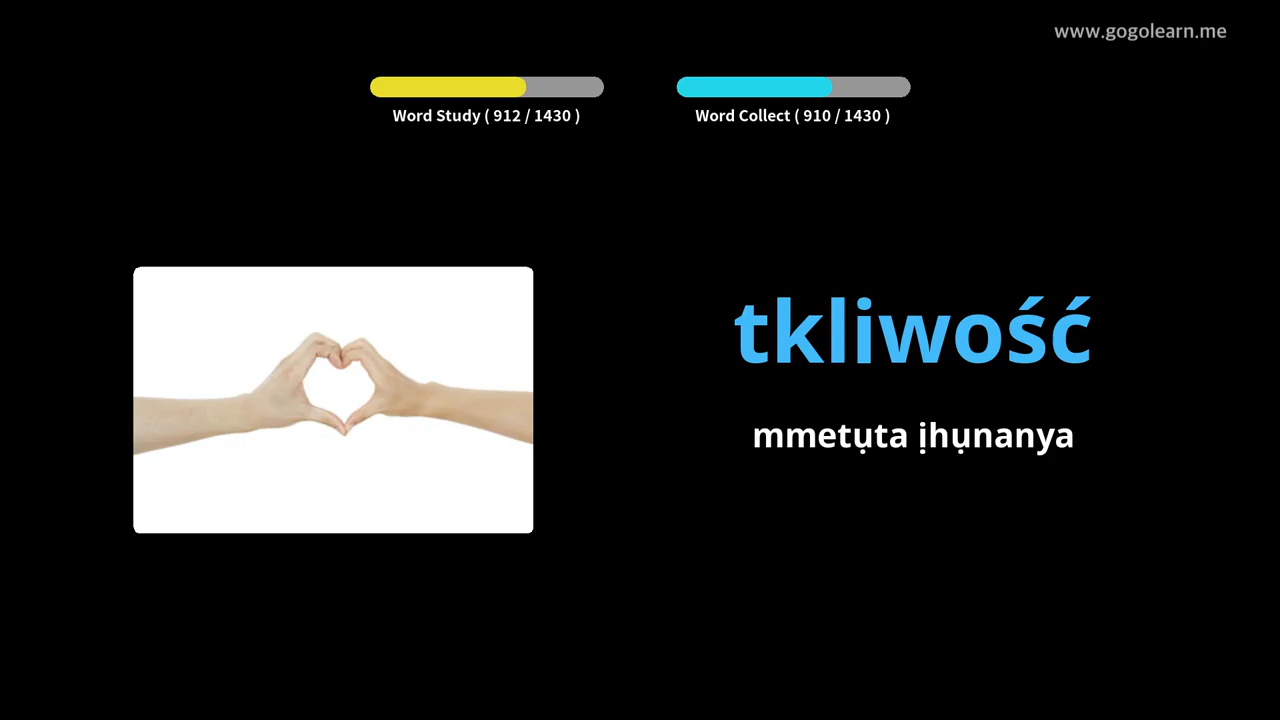 www.gogolearn.me
Word Study ( 912 / 1430 )
Word Collect ( 910 / 1430 )
tkliwość
mmetụta ịhụnanya